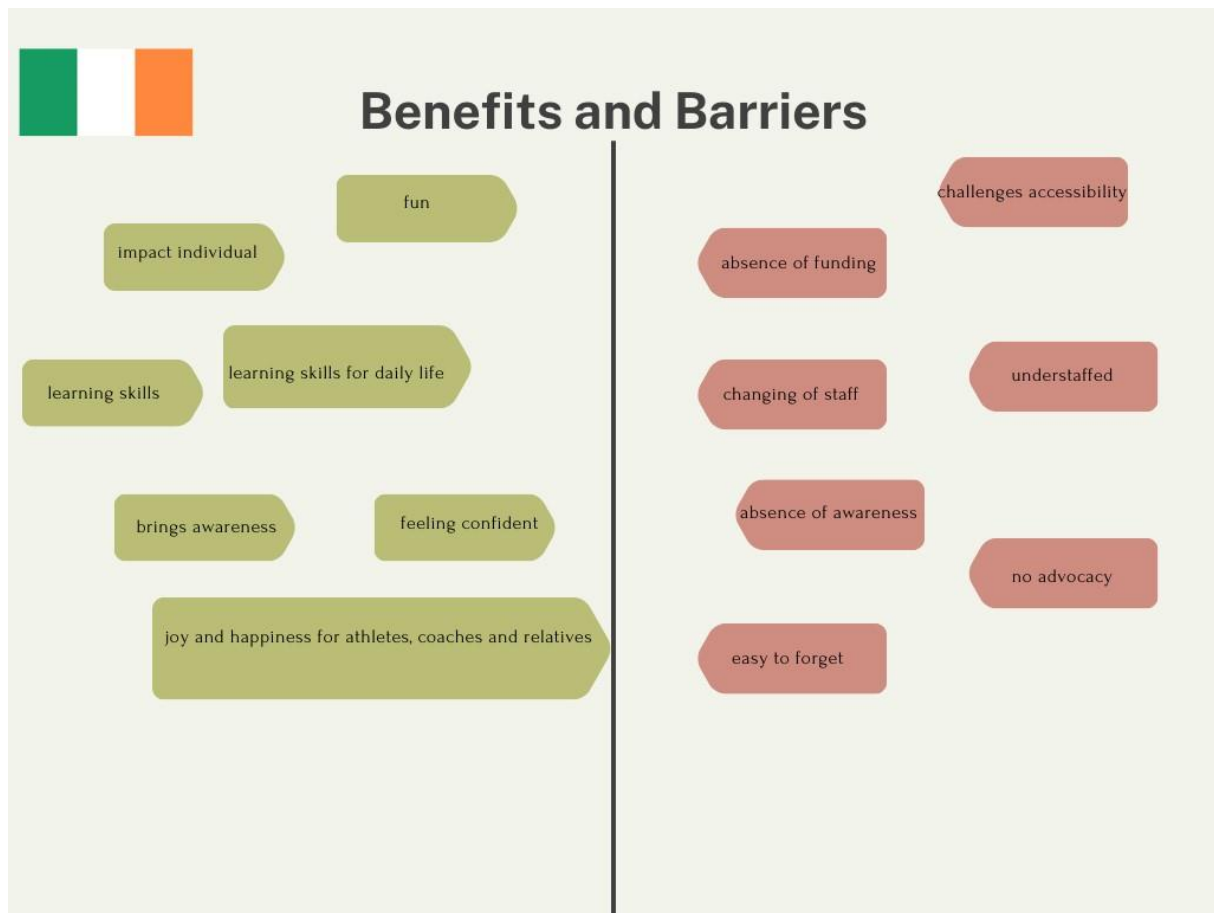 Benefits and Barriers
fun
impact individual
learning skills for daily life
learning skills
brings awareness
feeling confident
joy and happiness for athletes, coaches and relatives
challenges accessibility
absence of funding
understaffed
changing of staff
absence of awareness
no advocacy
easy to forget